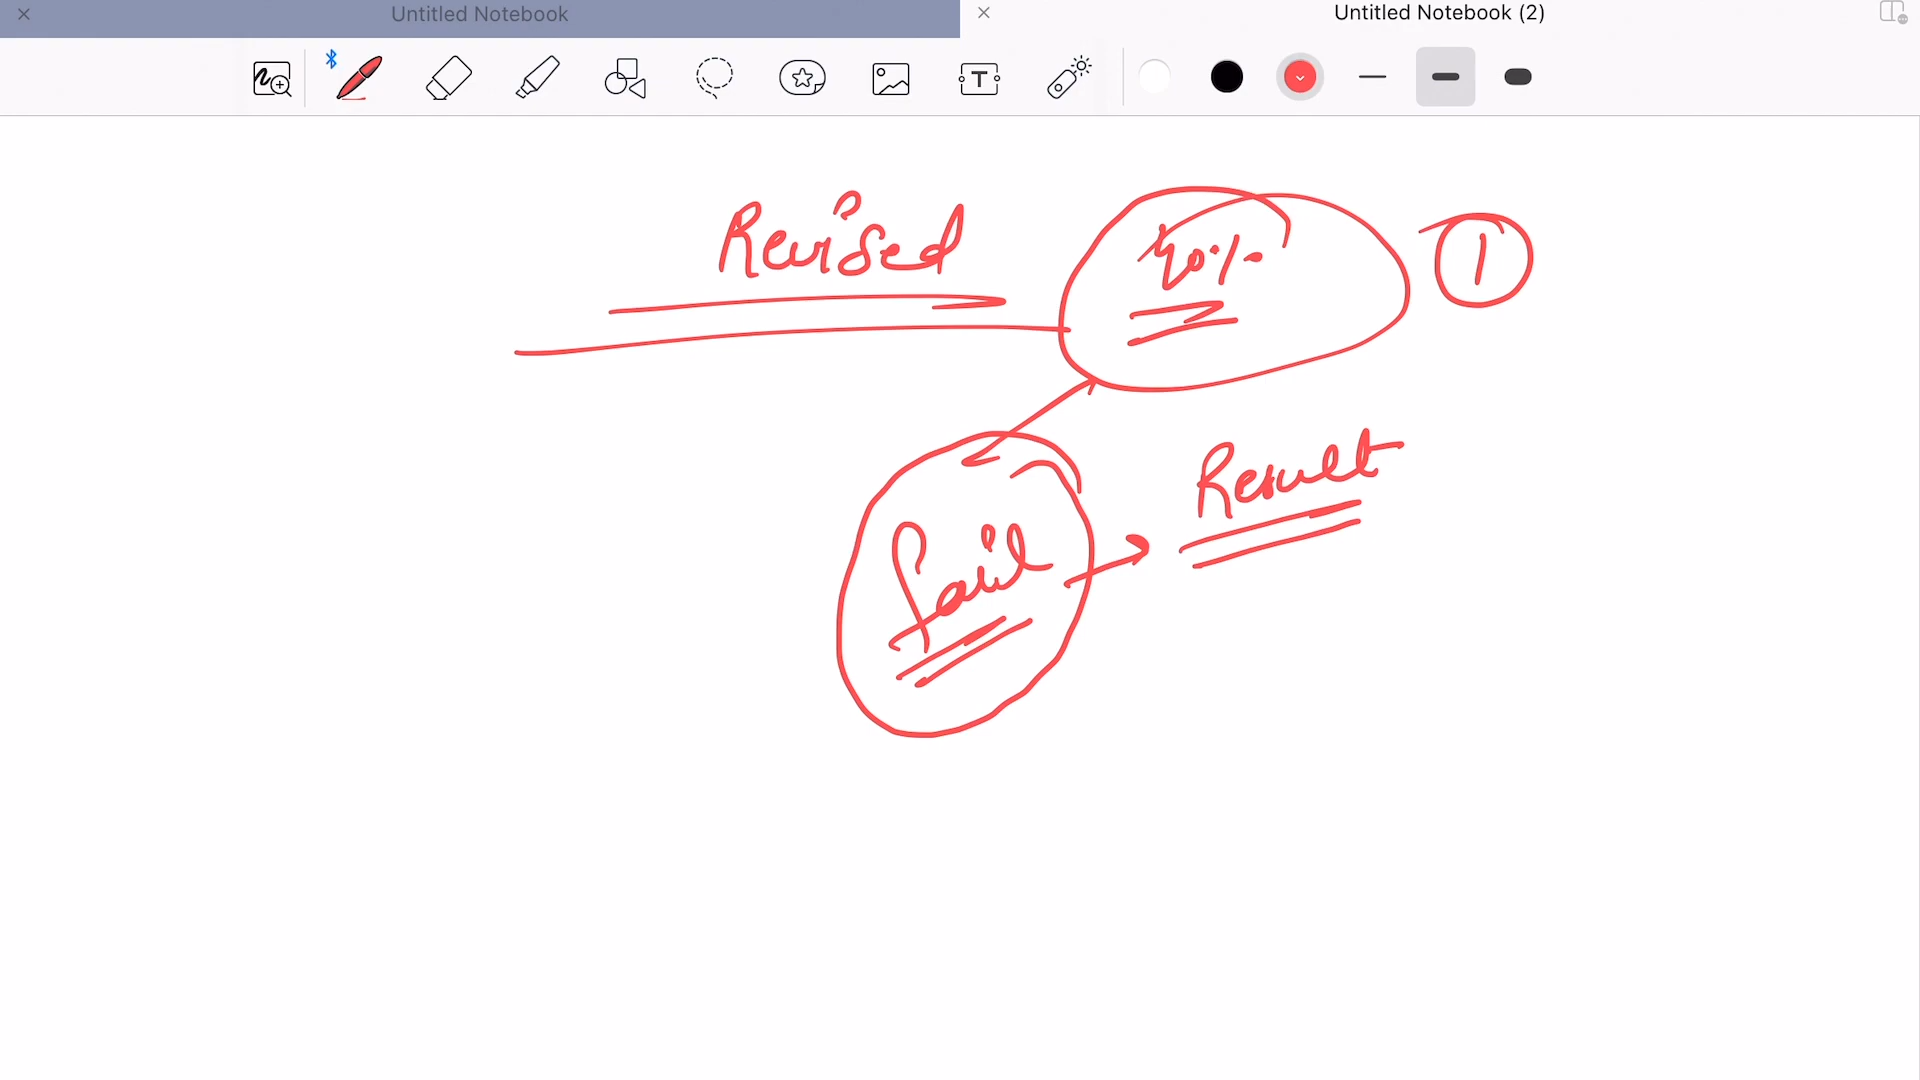 Untitled Notebook
Untitled Notebook (2)
T
Revised
40%
1
Result
fail